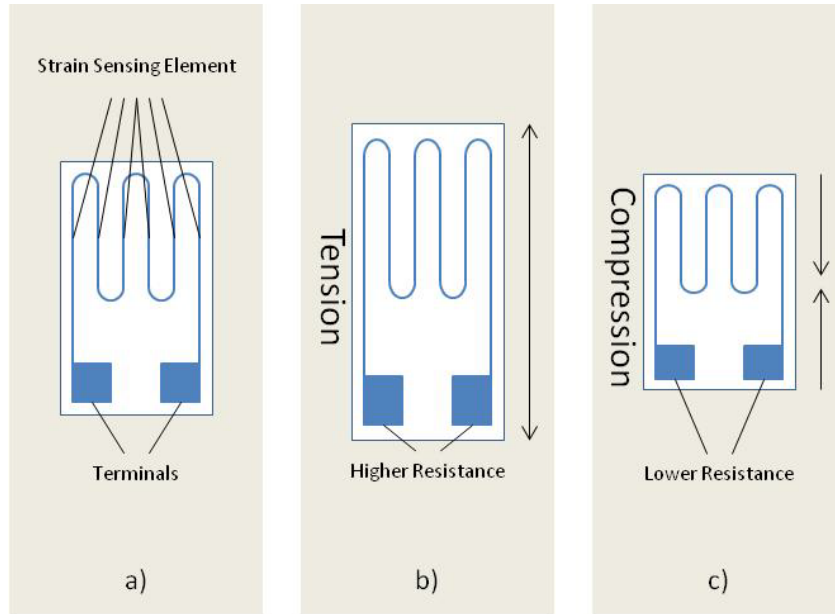 Strain Sensing Element
Terminals
a)
Tension
Higher Resistance
b)
Compression
Lower Resistance
c)